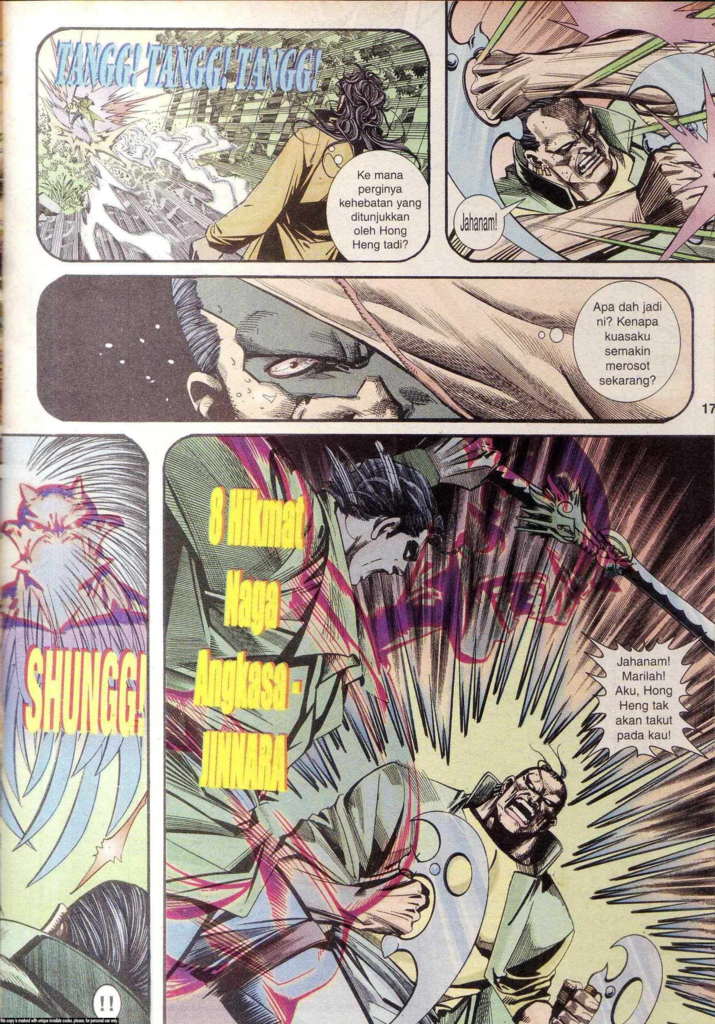 TANGG! TANGG! TANGG!
Ke mana
perginya
kehebatan yang
ditunjukkan
oleh Hong
Heng tadi?
Jahanam!
Apa dah jadi
ni? Kenapa
kuasaku
semakin
merosot
sekarang?
17
SHUNGG!
!!
8 Hikmat
Naga
Angkasa -
JINNARA
Jahanam!
Marilah!
Aku, Hong
Heng tak
akan takut
pada kau!